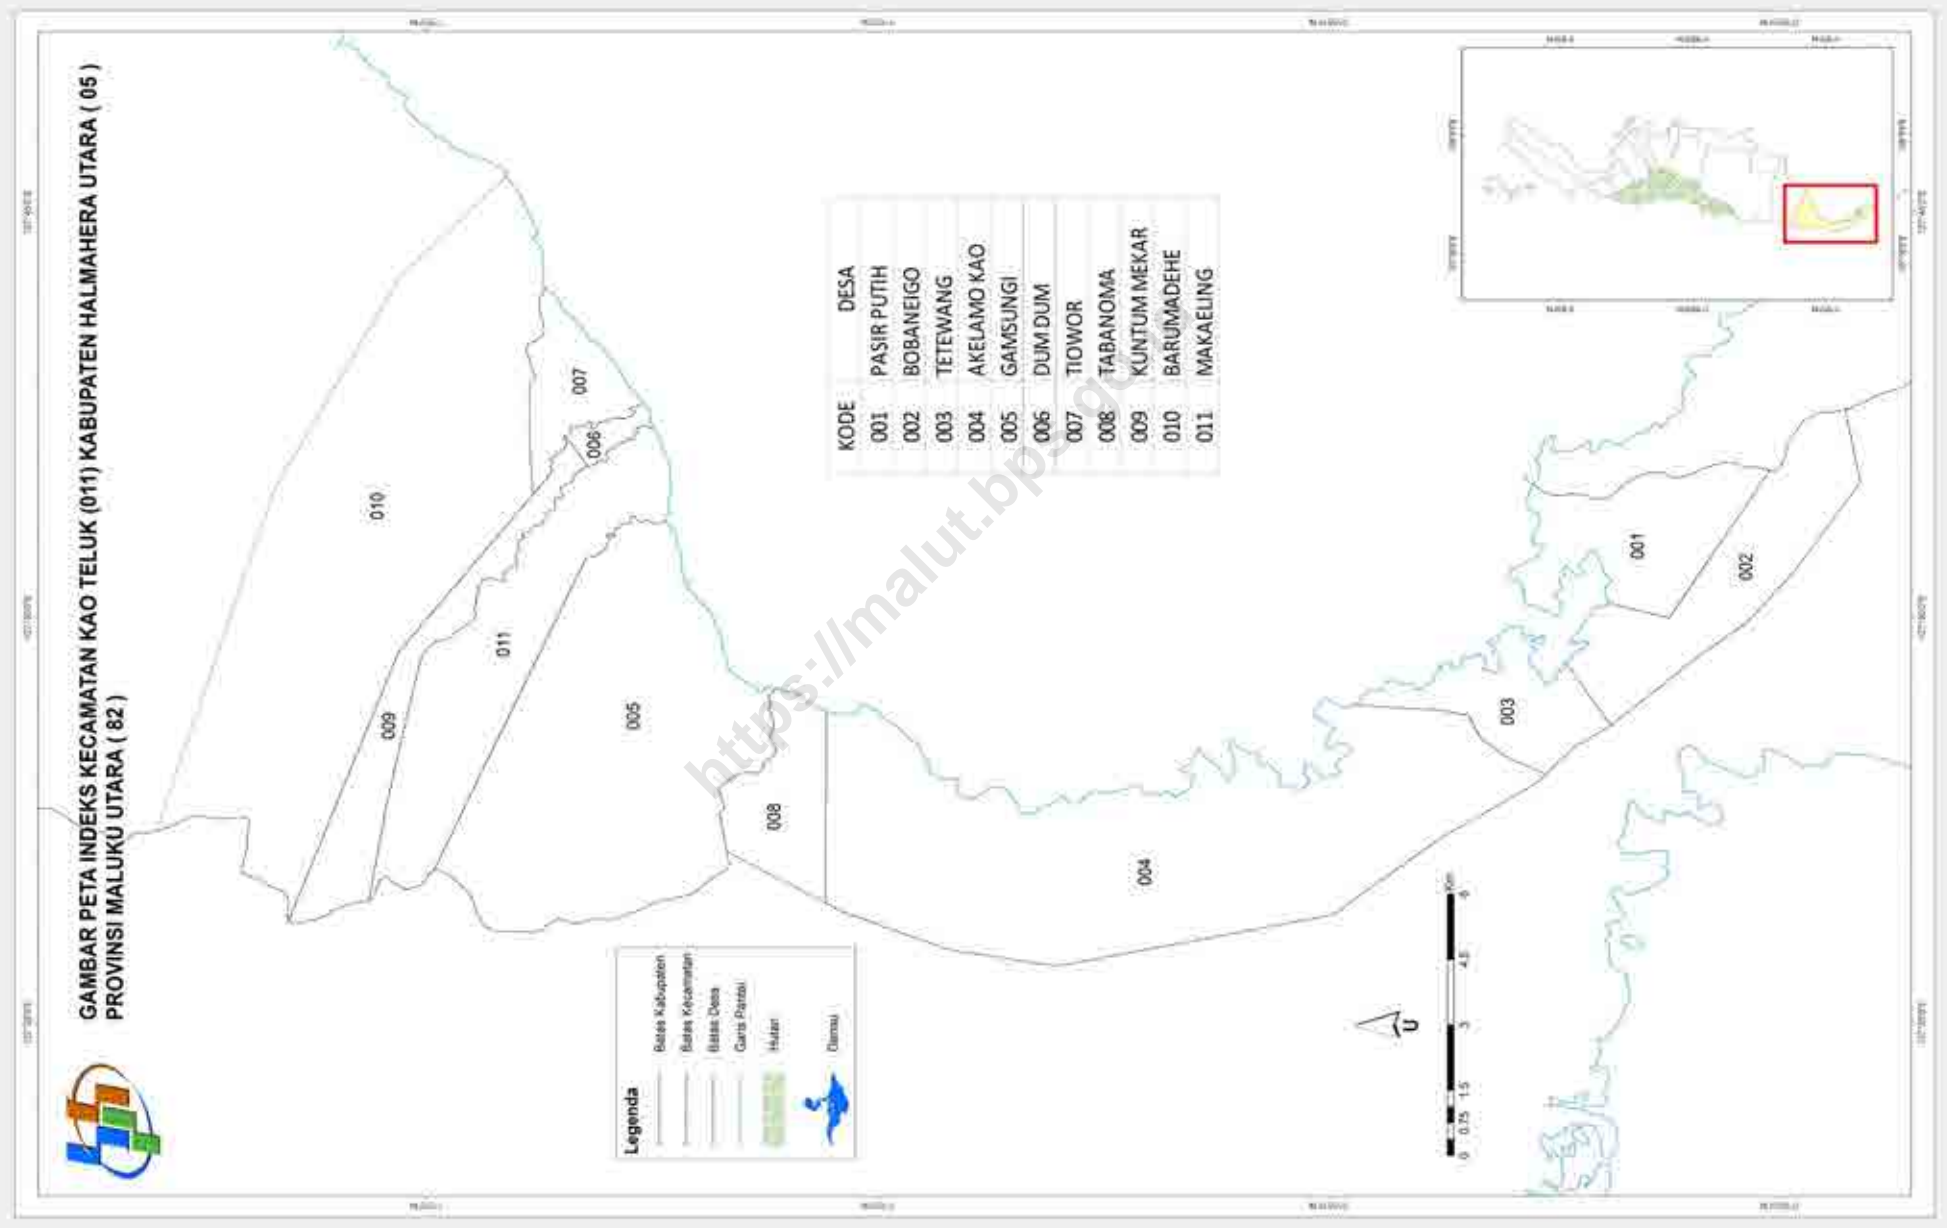 GAMBAR PETA INDEKS KECAMATAN KAO TELUK (011) KABUPATEN HALMAHERA UTARA ( 05 )
PROVINSI MALUKU UTARA ( 82 )
010
007
006
009
011
005
008
004
003
001
002
KODE DESA
001 PASIR PUTIH
002 BOBANEIGO
003 TETEWANG
004 AKELAMO KAO
005 GAMSUNGI
006 DUM DUM
007 TIOWOR
008 TABANOMA
009 KUNTUM MEKAR
010 BARUMADEHE
011 MAKAELING
Legenda
Batas Kabupaten
Batas Kecamatan
Batas Desa
Garis Pantai
Hutan
Danau
U
0 0.75 1.5 3 4.5 6
Km
https://malut.bps.go.id